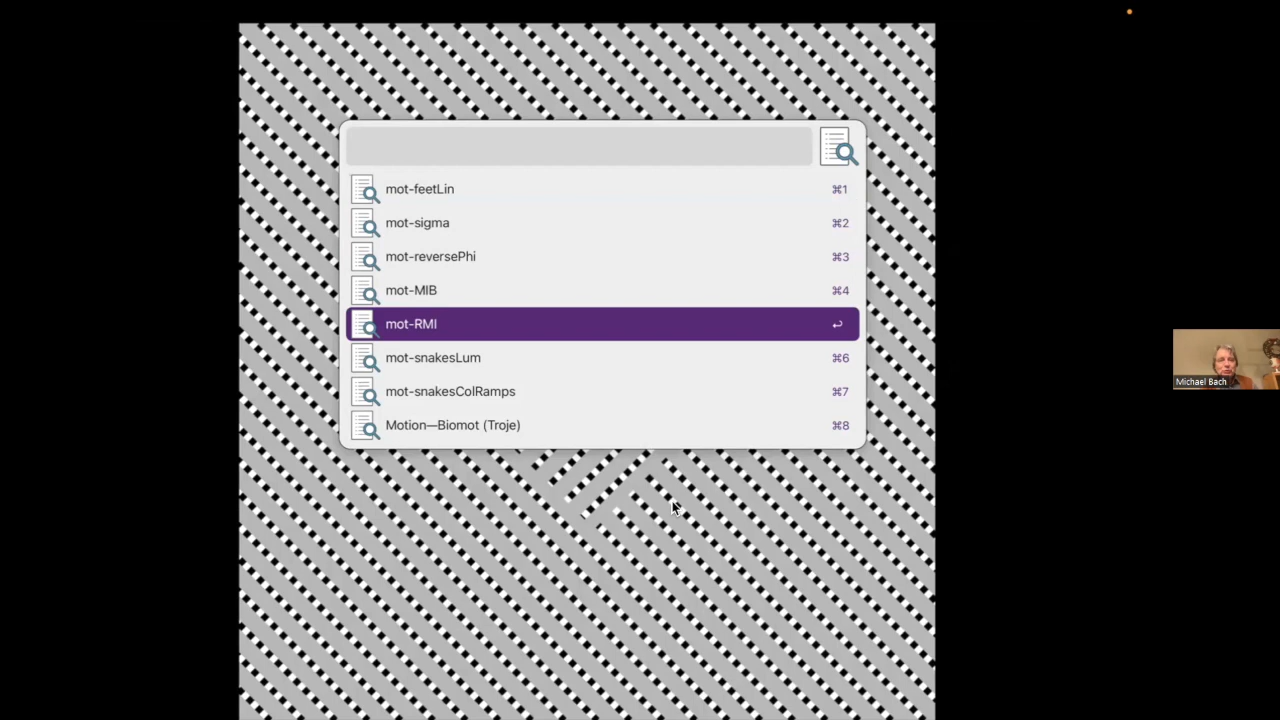 mot-feetLin ⌘1
mot-sigma ⌘2
mot-reversePhi ⌘3
mot-MIB ⌘4
mot-RMI ↩
mot-snakesLum ⌘6
mot-snakesColRamps ⌘7
Motion—Biomot (Troje) ⌘8
Michael Bach